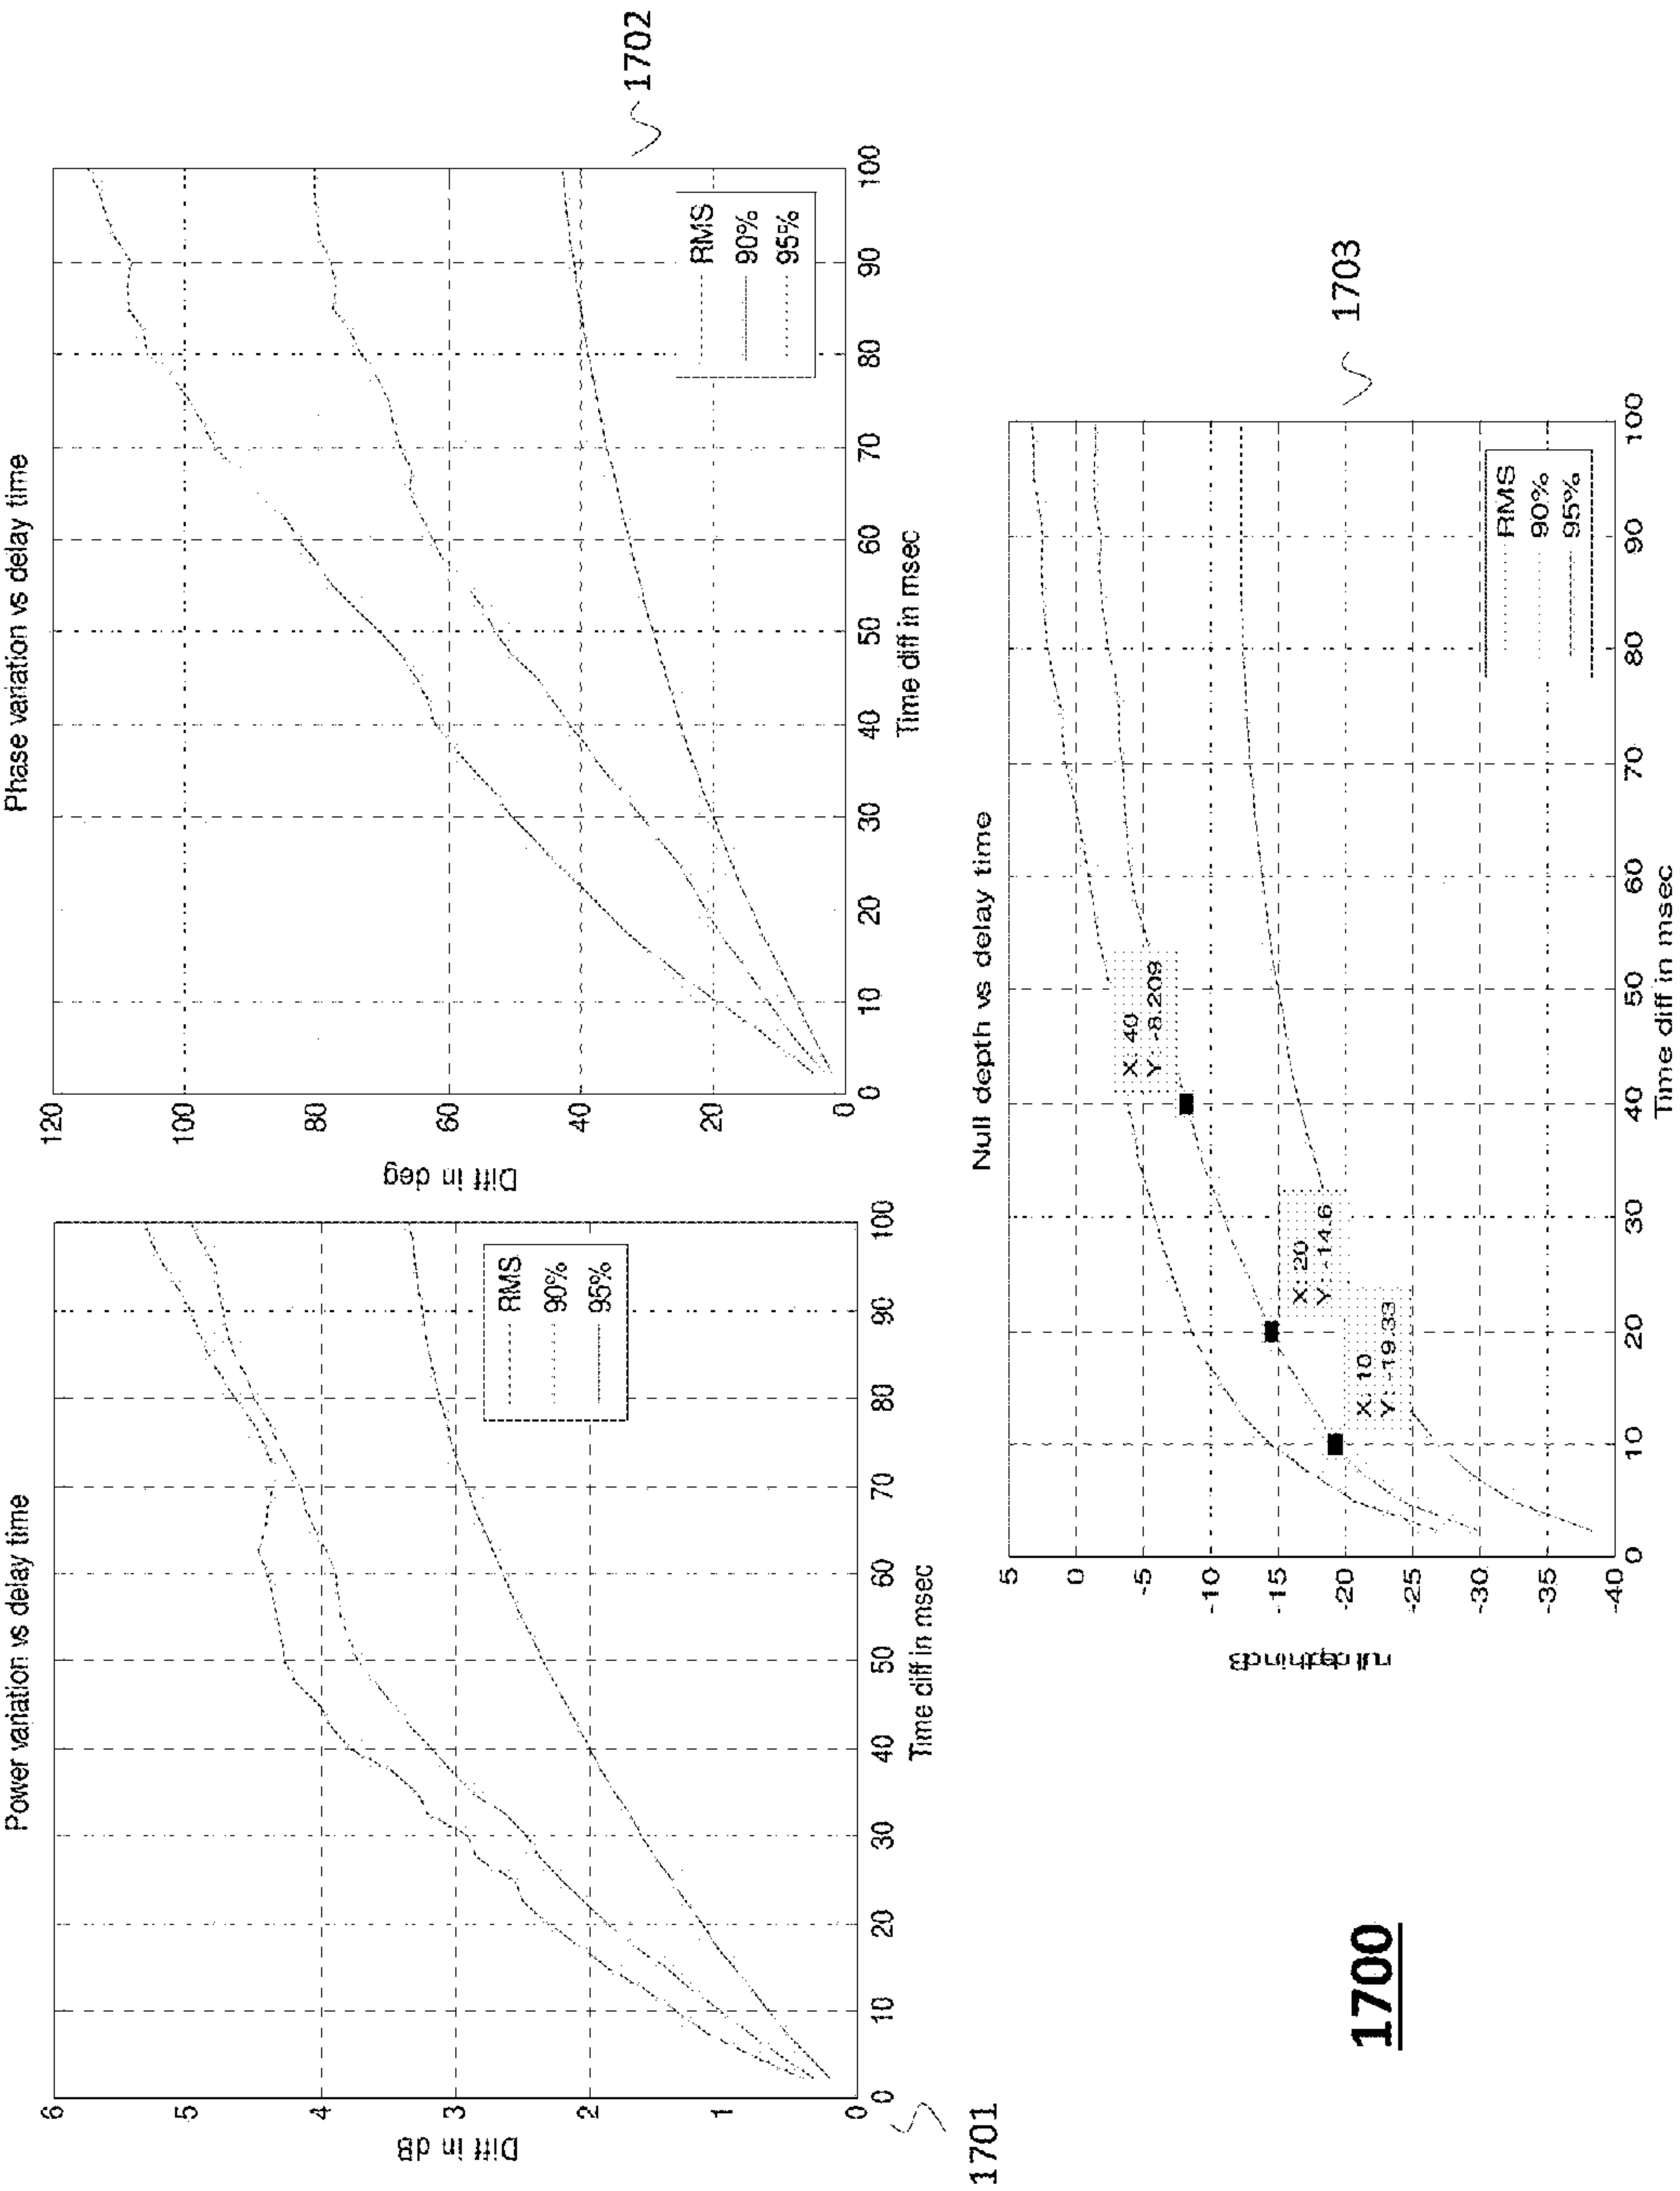 Power variation vs delay time
6
5
4
3
2
1
0
Diff in dB
0 10 20 30 40 50 60 70 80 90 100
Time diff in msec
RMS
90%
95%
1701
Phase variation vs delay time
120
100
80
60
40
20
0
Diff in deg
0 10 20 30 40 50 60 70 80 90 100
Time diff in msec
RMS
90%
95%
1702
Null depth vs delay time
5
0
-5
-10
-15
-20
-25
-30
-35
-40
null depth in dB
0 10 20 30 40 50 60 70 80 90 100
Time diff in msec
X: 40
Y: -8.209
X: 20
Y: -14.6
X: 10
Y: -19.33
RMS
90%
95%
1703
1700